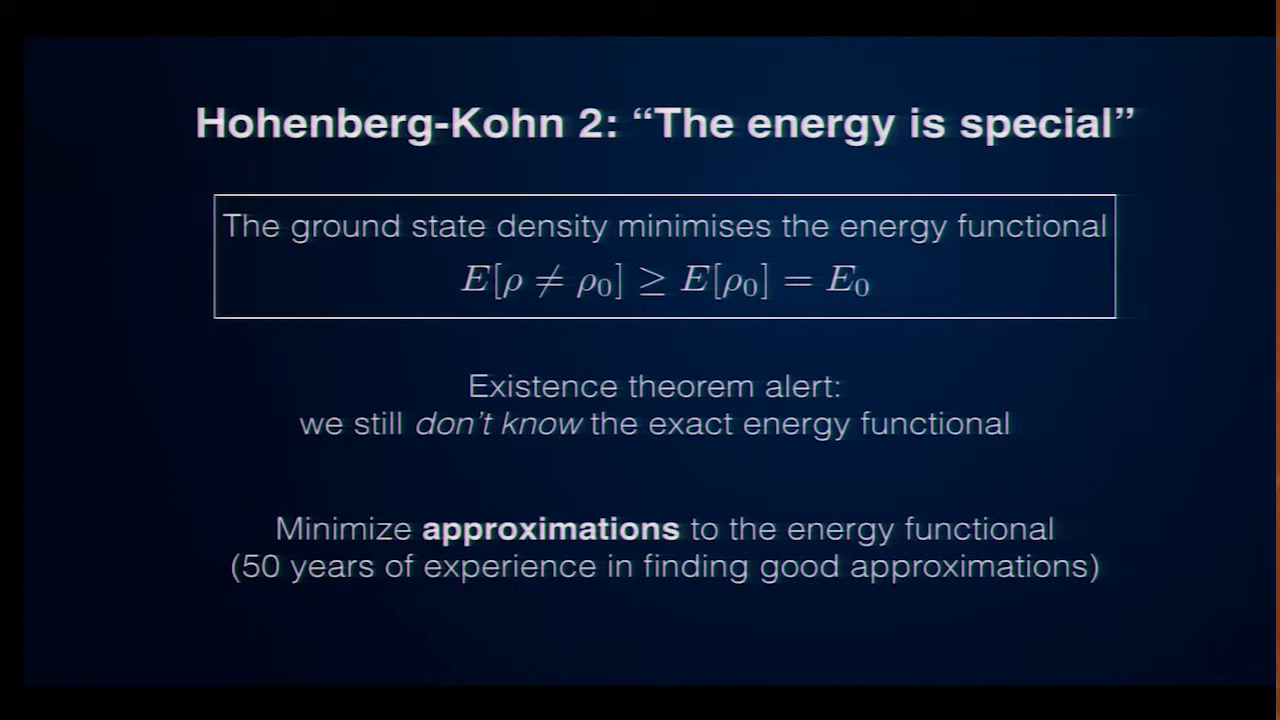 Hohenberg-Kohn 2: “The energy is special”
The ground state density minimises the energy functional
E[ρ ≠ ρ₀] ≥ E[ρ₀] = E₀
Existence theorem alert:
we still don’t know the exact energy functional
Minimize approximations to the energy functional
(50 years of experience in finding good approximations)